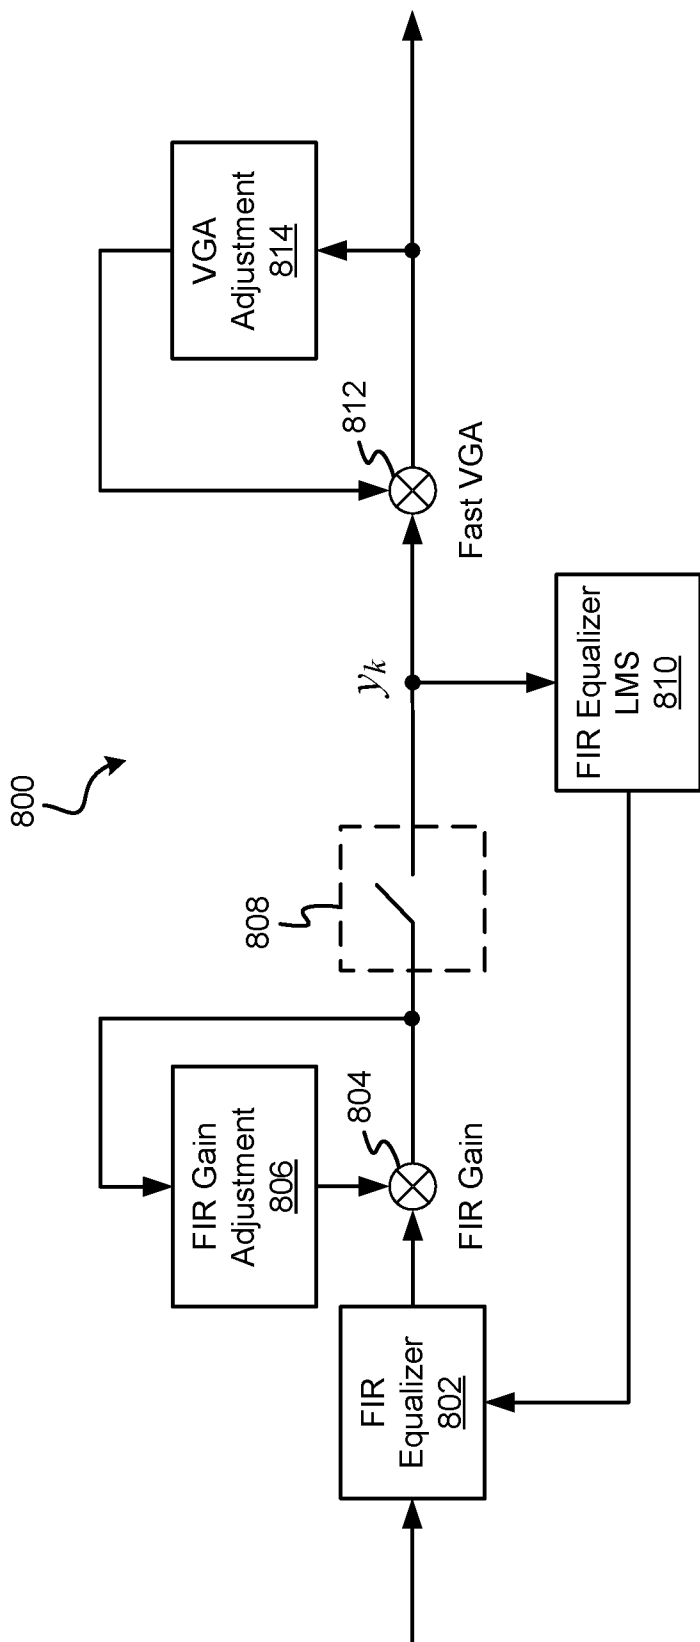 800
FIR
Equalizer
802
FIR Gain
Adjustment
806
804
FIR Gain
808
yk
FIR Equalizer
LMS
810
812
Fast VGA
VGA
Adjustment
814